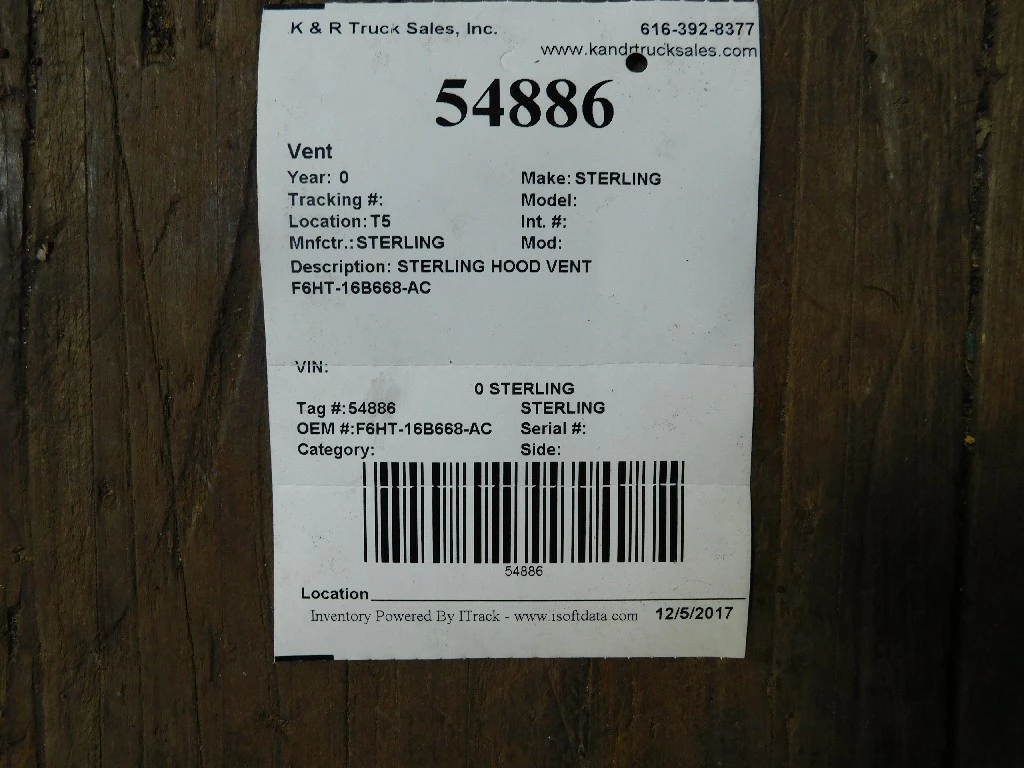 K & R Truck Sales, Inc. 616-392-8377
www.kandrtrucksales.com
54886
Vent
Year: 0 Make: STERLING
Tracking #: Model:
Location: T5 Int. #:
Mnfctr.: STERLING Mod:
Description: STERLING HOOD VENT
F6HT-16B668-AC
VIN:
0 STERLING
Tag #: 54886 STERLING
OEM #: F6HT-16B668-AC Serial #:
Category: Side:
54886
Location
Inventory Powered By ITrack - www.isoftdata.com 12/5/2017